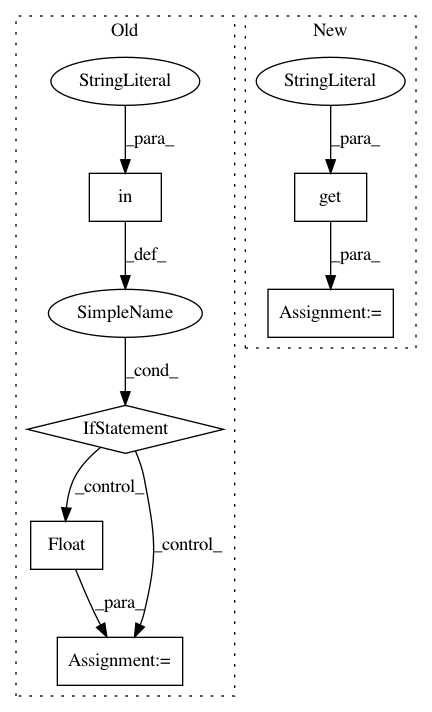 Old
StringLiteral
_para_
in
_def_
SimpleName
_cond_
IfStatement
_control_
_control_
Float
_para_
Assignment:=
New
StringLiteral
_para_
get
_para_
Assignment:=